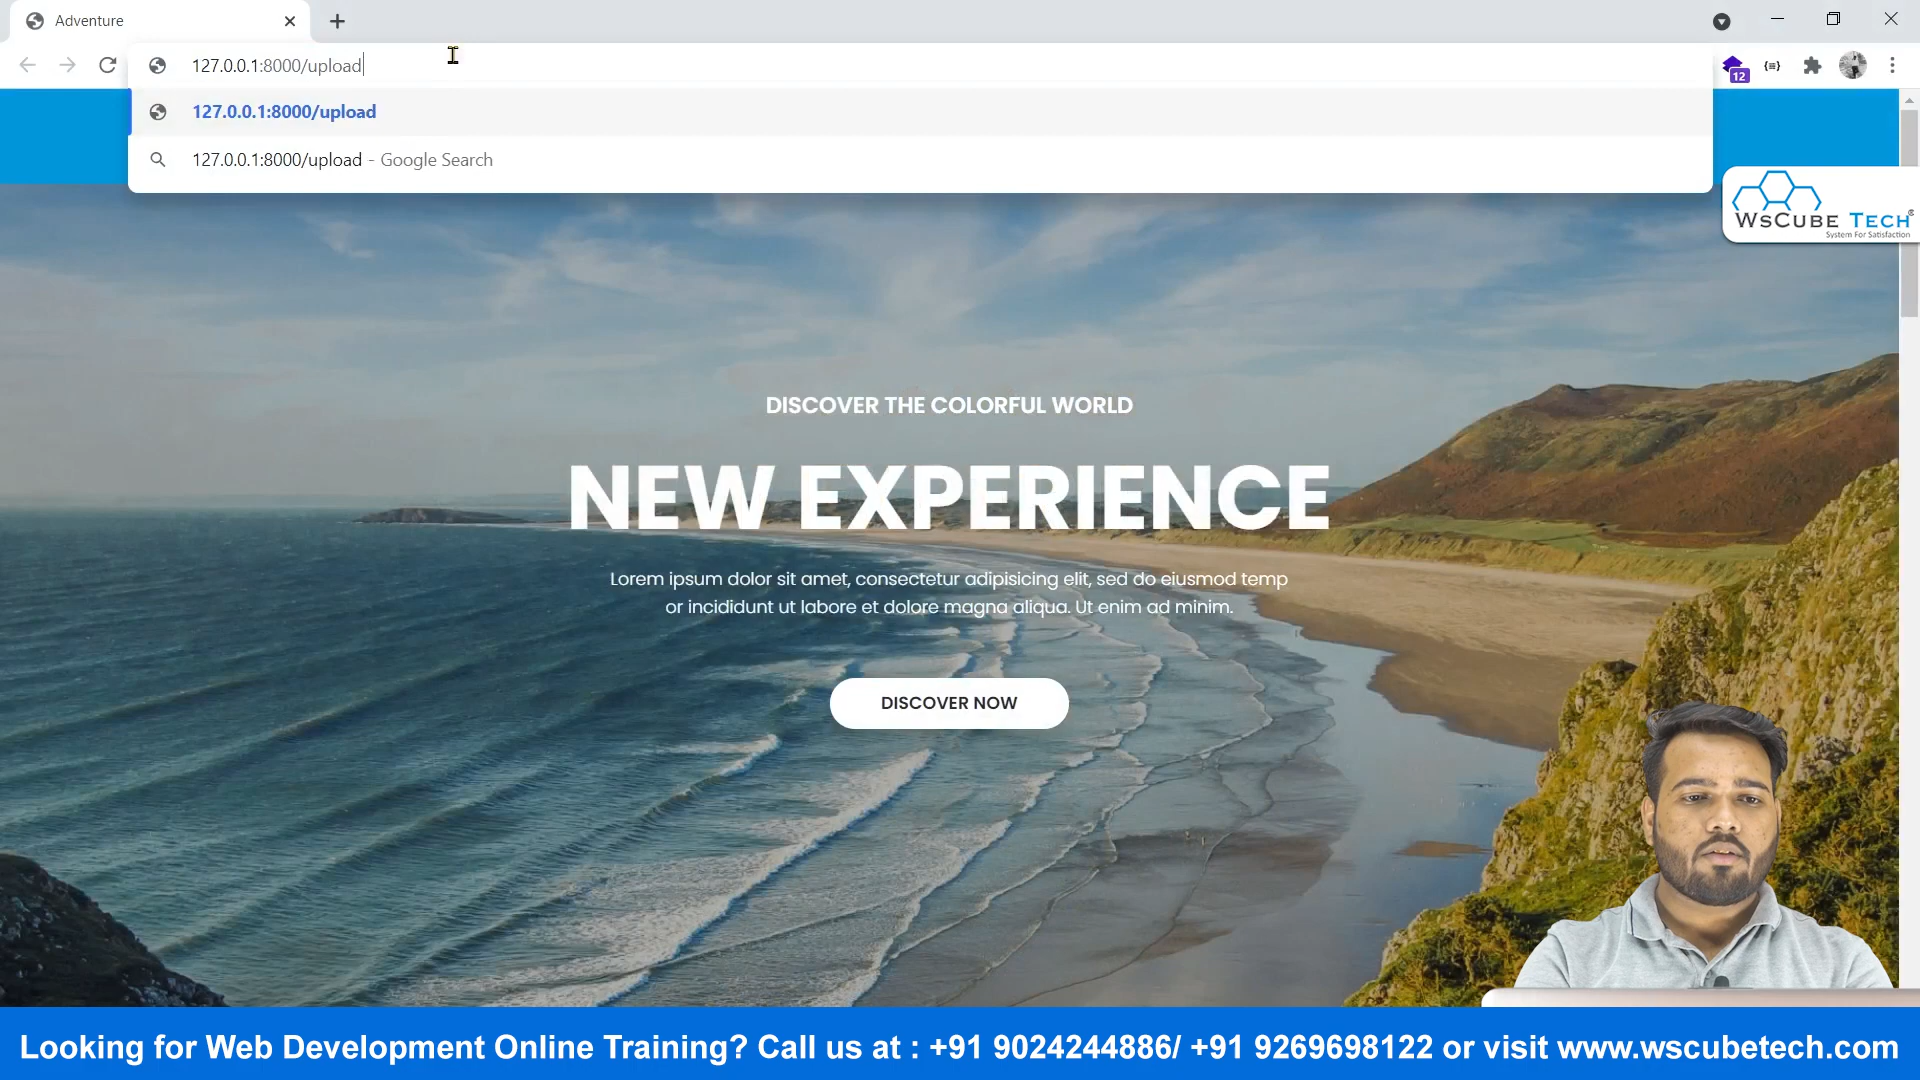 Adventure
127.0.0.1:8000/upload
12
127.0.0.1:8000/upload
127.0.0.1:8000/upload - Google Search
WsCube Tech®
System For Satisfaction
DISCOVER THE COLORFUL WORLD
NEW EXPERIENCE
Lorem ipsum dolor sit amet, consectetur adipisicing elit, sed do eiusmod temp
or incididunt ut labore et dolore magna aliqua. Ut enim ad minim.
DISCOVER NOW
Looking for Web Development Online Training? Call us at : +91 9024244886/ +91 9269698122 or visit www.wscubetech.com